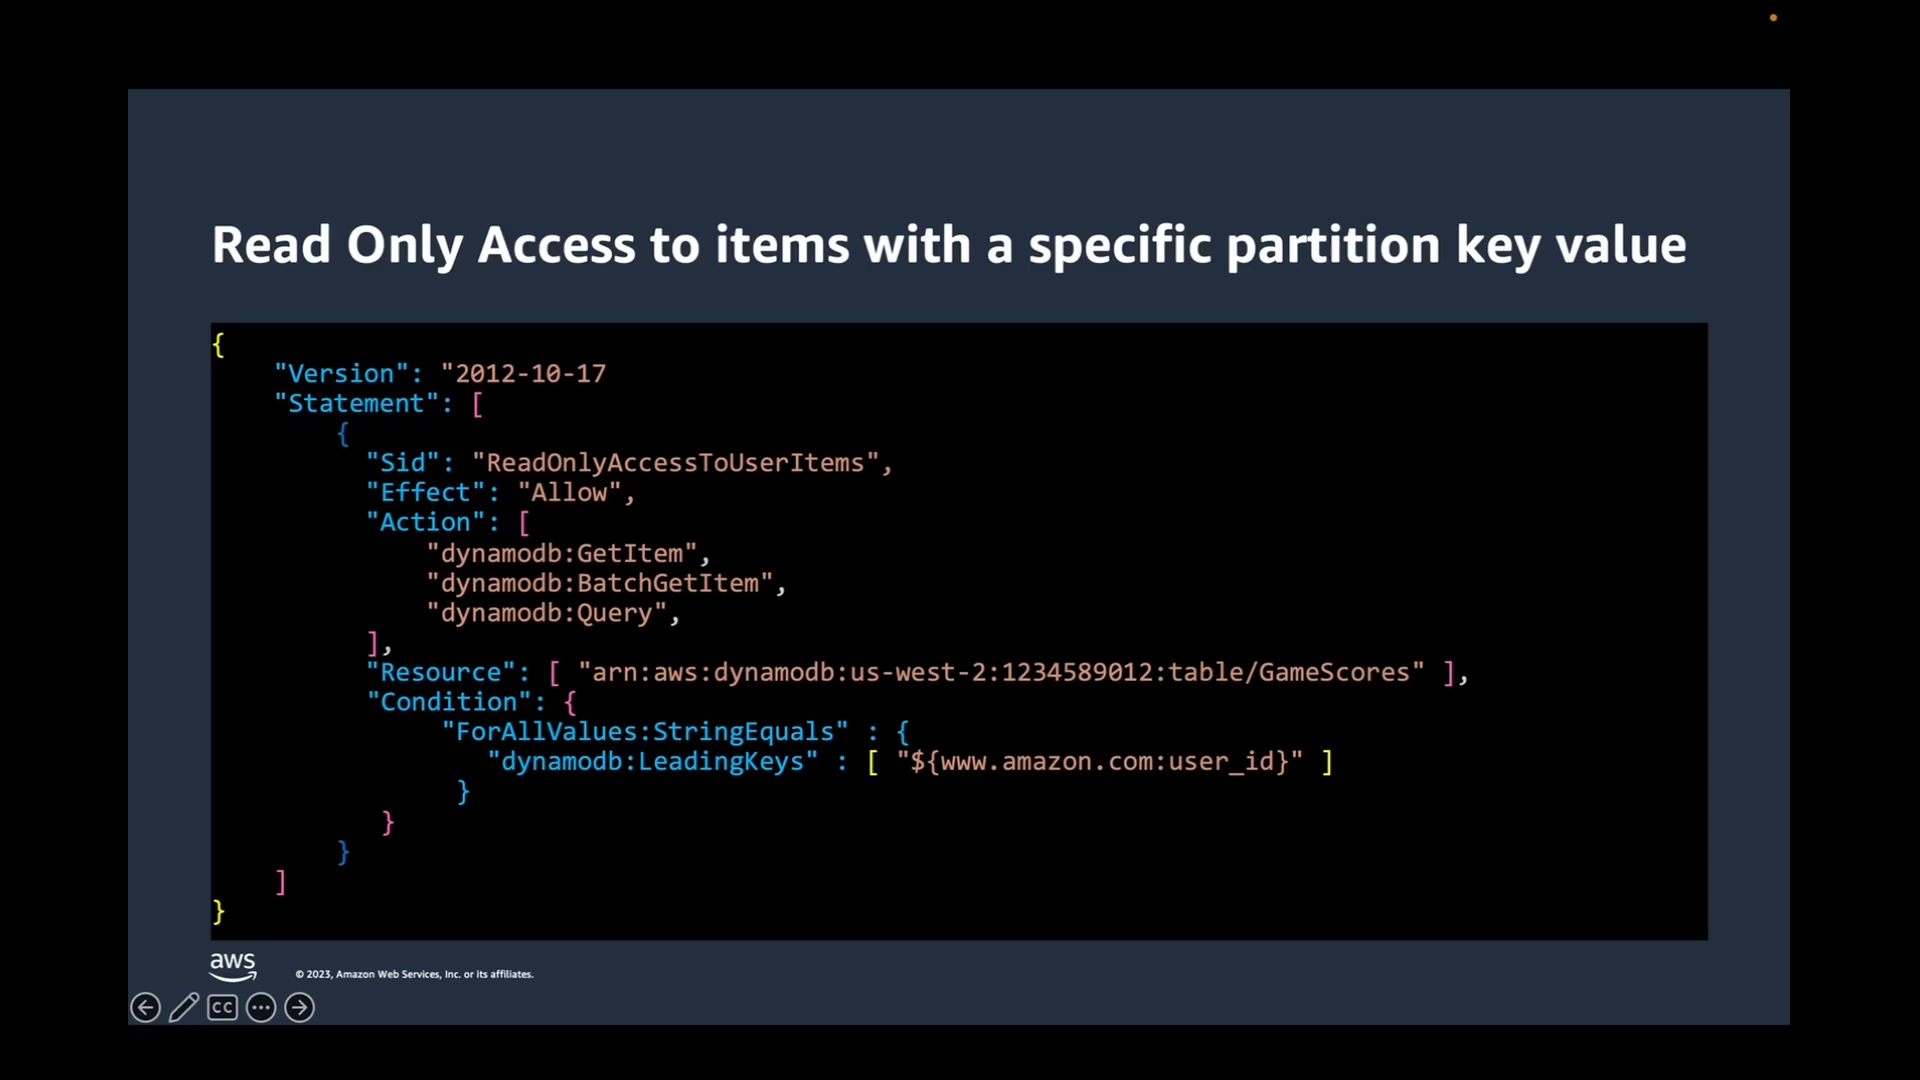 Read Only Access to items with a specific partition key value
{
"Version": "2012-10-17
"Statement": [
{
"Sid": "ReadOnlyAccessToUserItems",
"Effect": "Allow",
"Action": [
"dynamodb:GetItem",
"dynamodb:BatchGetItem",
"dynamodb:Query",
],
"Resource": [ "arn:aws:dynamodb:us-west-2:1234589012:table/GameScores" ],
"Condition": {
"ForAllValues:StringEquals" : {
"dynamodb:LeadingKeys" : [ "${www.amazon.com:user_id}" ]
}
}
}
]
}
aws
© 2023, Amazon Web Services, Inc. or its affiliates.
CC